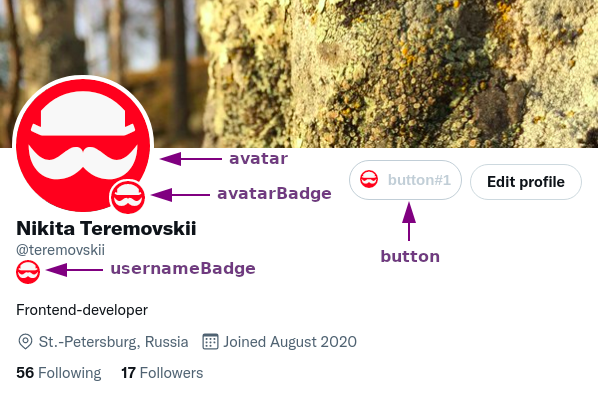 avatar
button#1
Edit profile
avatarBadge
Nikita Teremovskii
@teremovskii
button
usernameBadge
Frontend-developer
St.-Petersburg, Russia Joined August 2020
56 Following 17 Followers